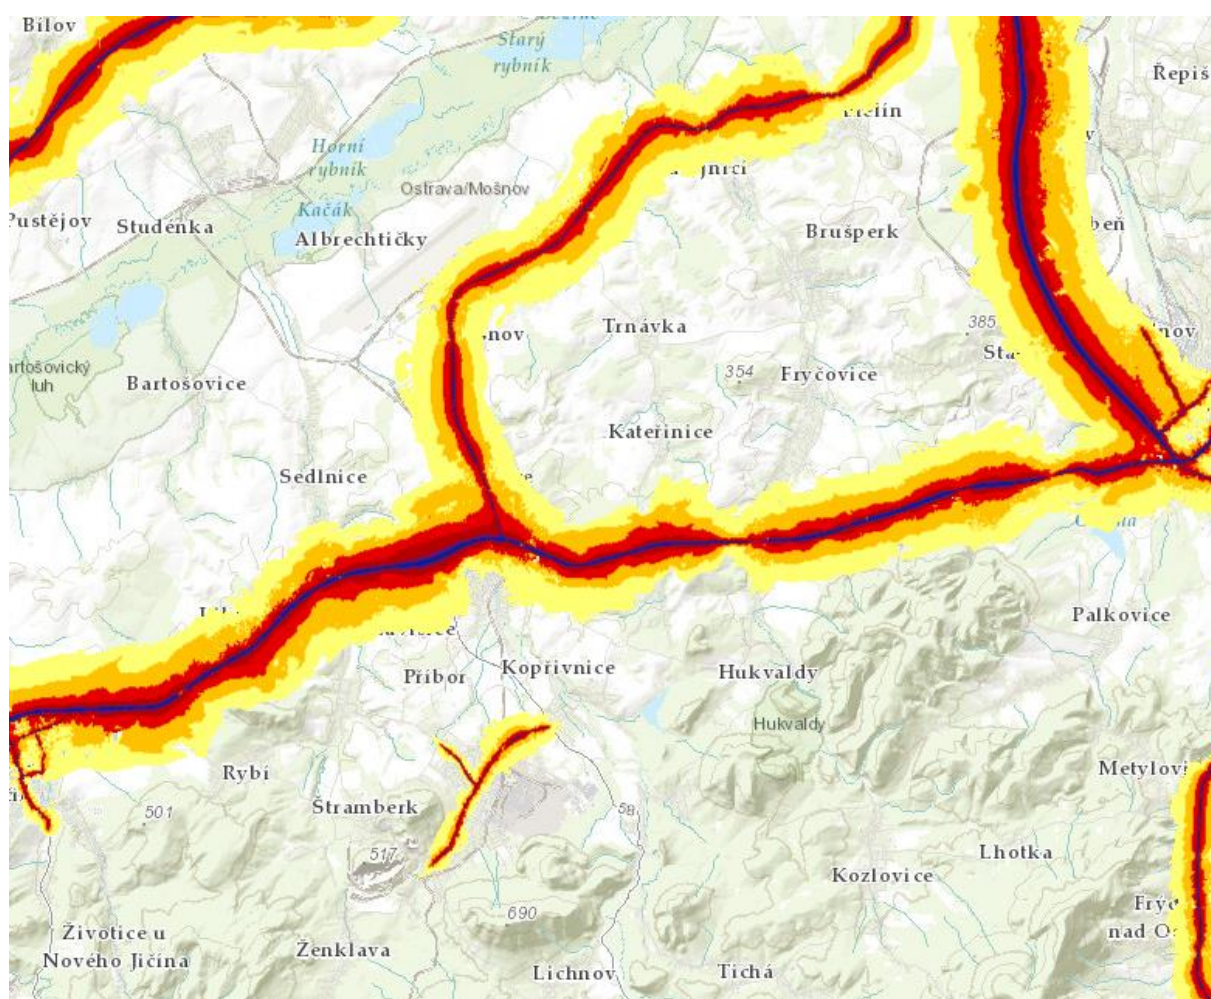 Bílov
Starý
rybník
Řepiš
Horní
rybník
Ostrava/Mošnov
Kačák
Pustějov
Studénka
Albrechtičky
Brušperk
385
Trnávka
354
Fryčovice
luh
Bartošovice
Kateřinice
Sedlnice
Palkovice
Příbor
Kopřivnice
Hukvaldy
Hukvaldy
Rybí
Metylovi
501
Štramberk
58
517
Lhotka
Kozlovice
690
nad O
Životice u
Nového Jičína
Ženklava
Lichnov
Tichá